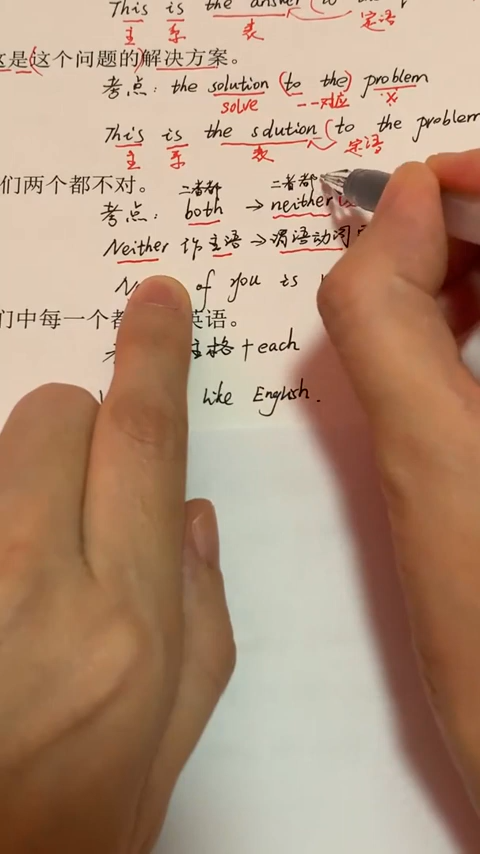 This is the answer (to the
主 系 表 定语
这是(这个问题的)解决方案。
考点: the solution (to the) problem
solve 一一对应
This is the sdution (to the problem
主 系 表 定语
们两个都不对。
二者都 二者都
考点: both → neither
Neither 作主语 → 谓语动词
of you is
们中每一个都 英语。
主格 + each
like English.